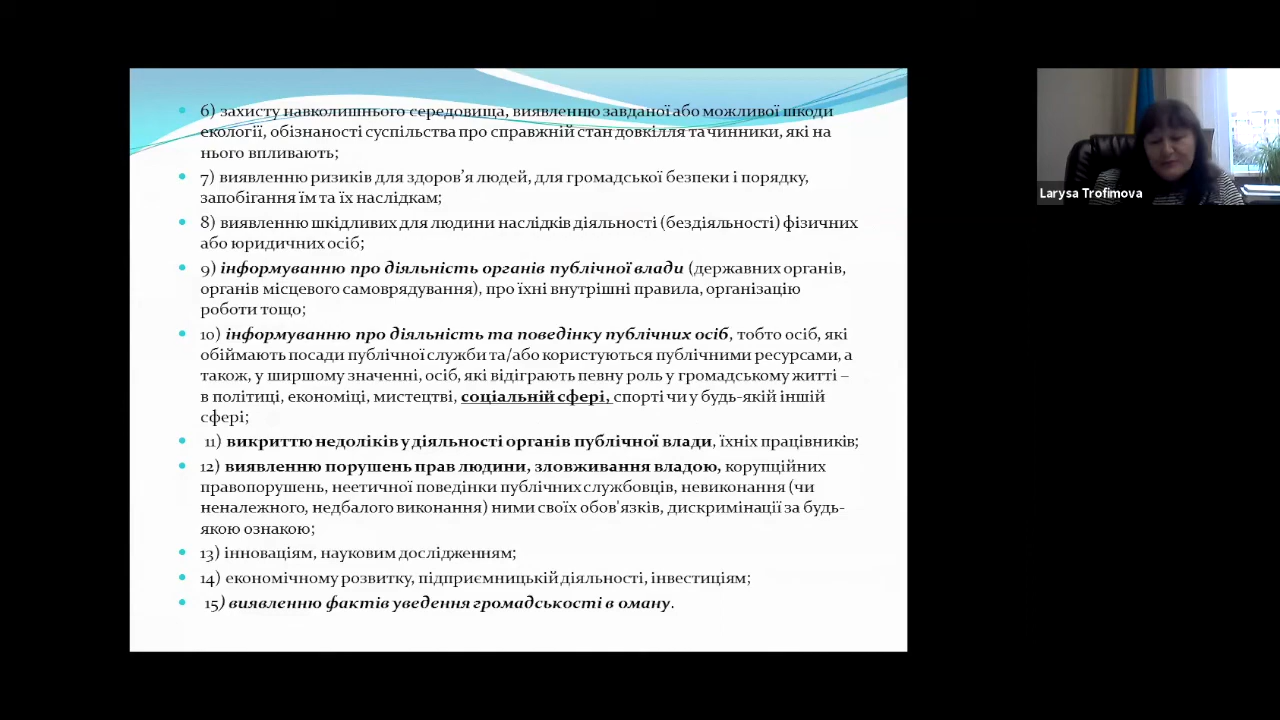 6) захисту навколишнього середовища, виявленню завданої або можливої шкоди
екології, обізнаності суспільства про справжній стан довкілля та чинники, які на
нього впливають;
7) виявленню ризиків для здоров’я людей, для громадської безпеки і порядку,
запобігання їм та їх наслідкам;
8) виявленню шкідливих для людини наслідків діяльності (бездіяльності) фізичних
або юридичних осіб;
9) інформуванню про діяльність органів публічної влади (державних органів,
органів місцевого самоврядування), про їхні внутрішні правила, організацію
роботи тощо;
10) інформуванню про діяльність та поведінку публічних осіб, тобто осіб, які
обіймають посади публічної служби та/або користуються публічними ресурсами, а
також, у ширшому значенні, осіб, які відіграють певну роль у громадському житті –
в політиці, економіці, мистецтві, соціальній сфері, спорті чи у будь-якій іншій
сфері;
11) викриттю недоліків у діяльності органів публічної влади, їхніх працівників;
12) виявленню порушень прав людини, зловживання владою, корупційних
правопорушень, неетичної поведінки публічних службовців, невиконання (чи
неналежного, недбалого виконання) ними своїх обов'язків, дискримінації за будь-
якою ознакою;
13) інноваціям, науковим дослідженням;
14) економічному розвитку, підприємницькій діяльності, інвестиціям;
15) виявленню фактів уведення громадськості в оману.
Larysa Trofimova